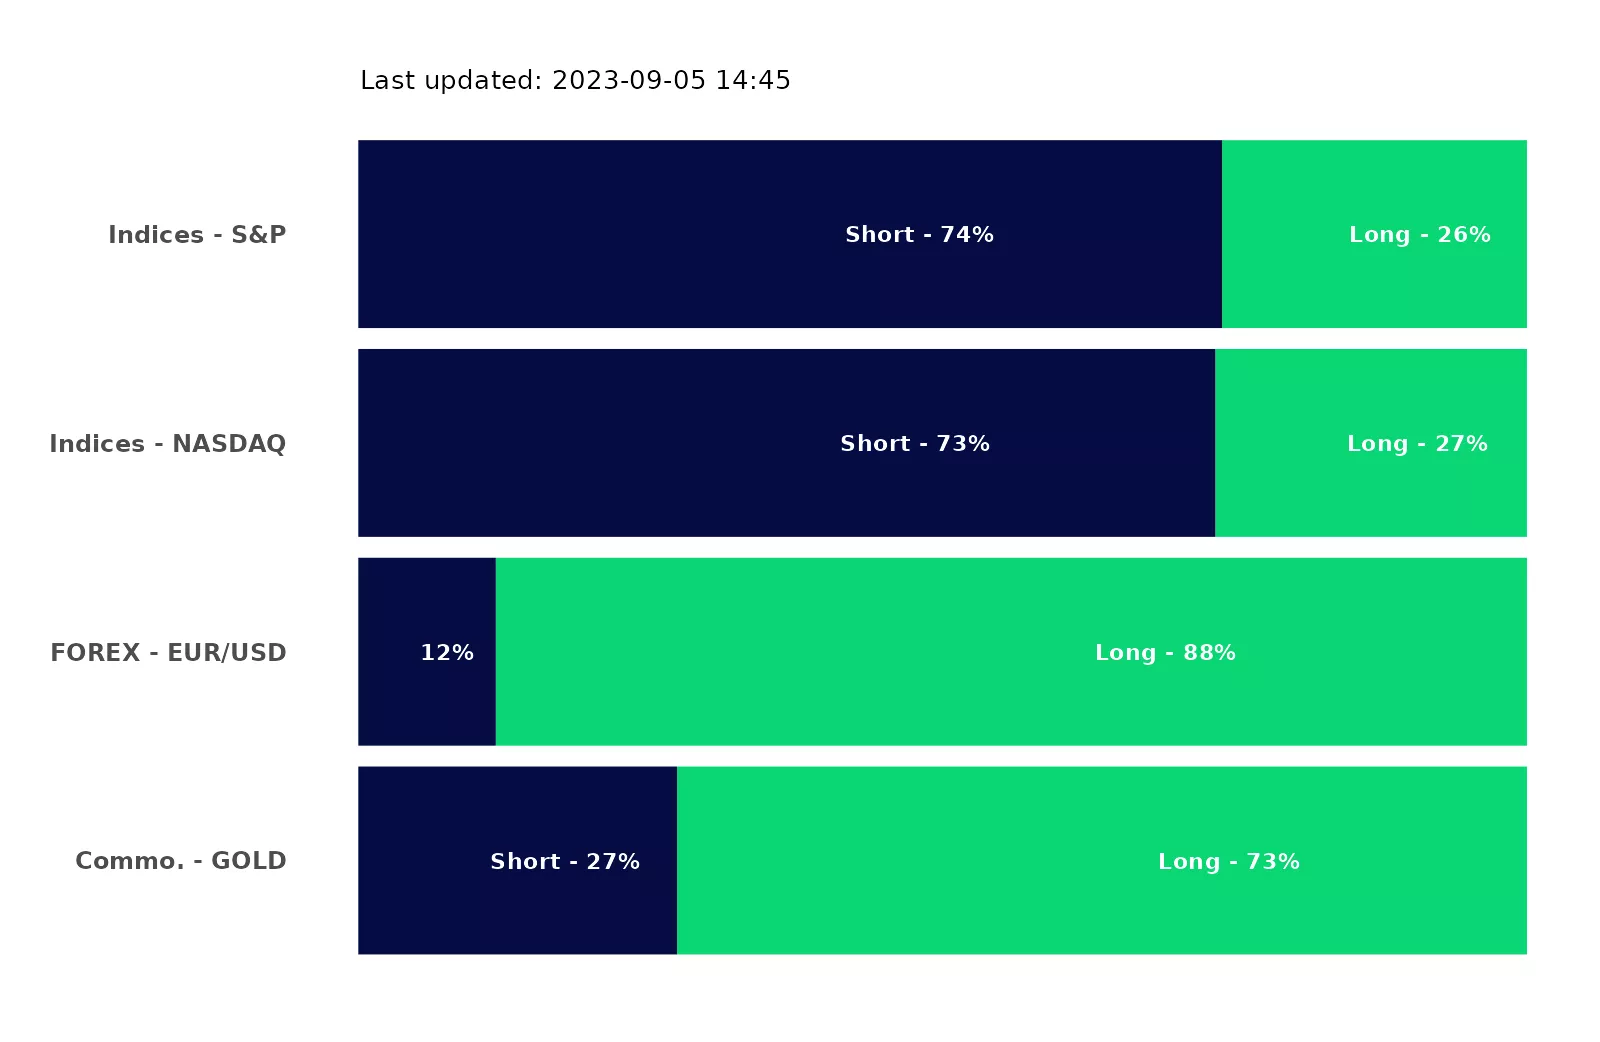 Last updated: 2023-09-05 14:45
Indices - S&P
Short - 74%
Long - 26%
Indices - NASDAQ
Short - 73%
Long - 27%
FOREX - EUR/USD
12%
Long - 88%
Commo. - GOLD
Short - 27%
Long - 73%